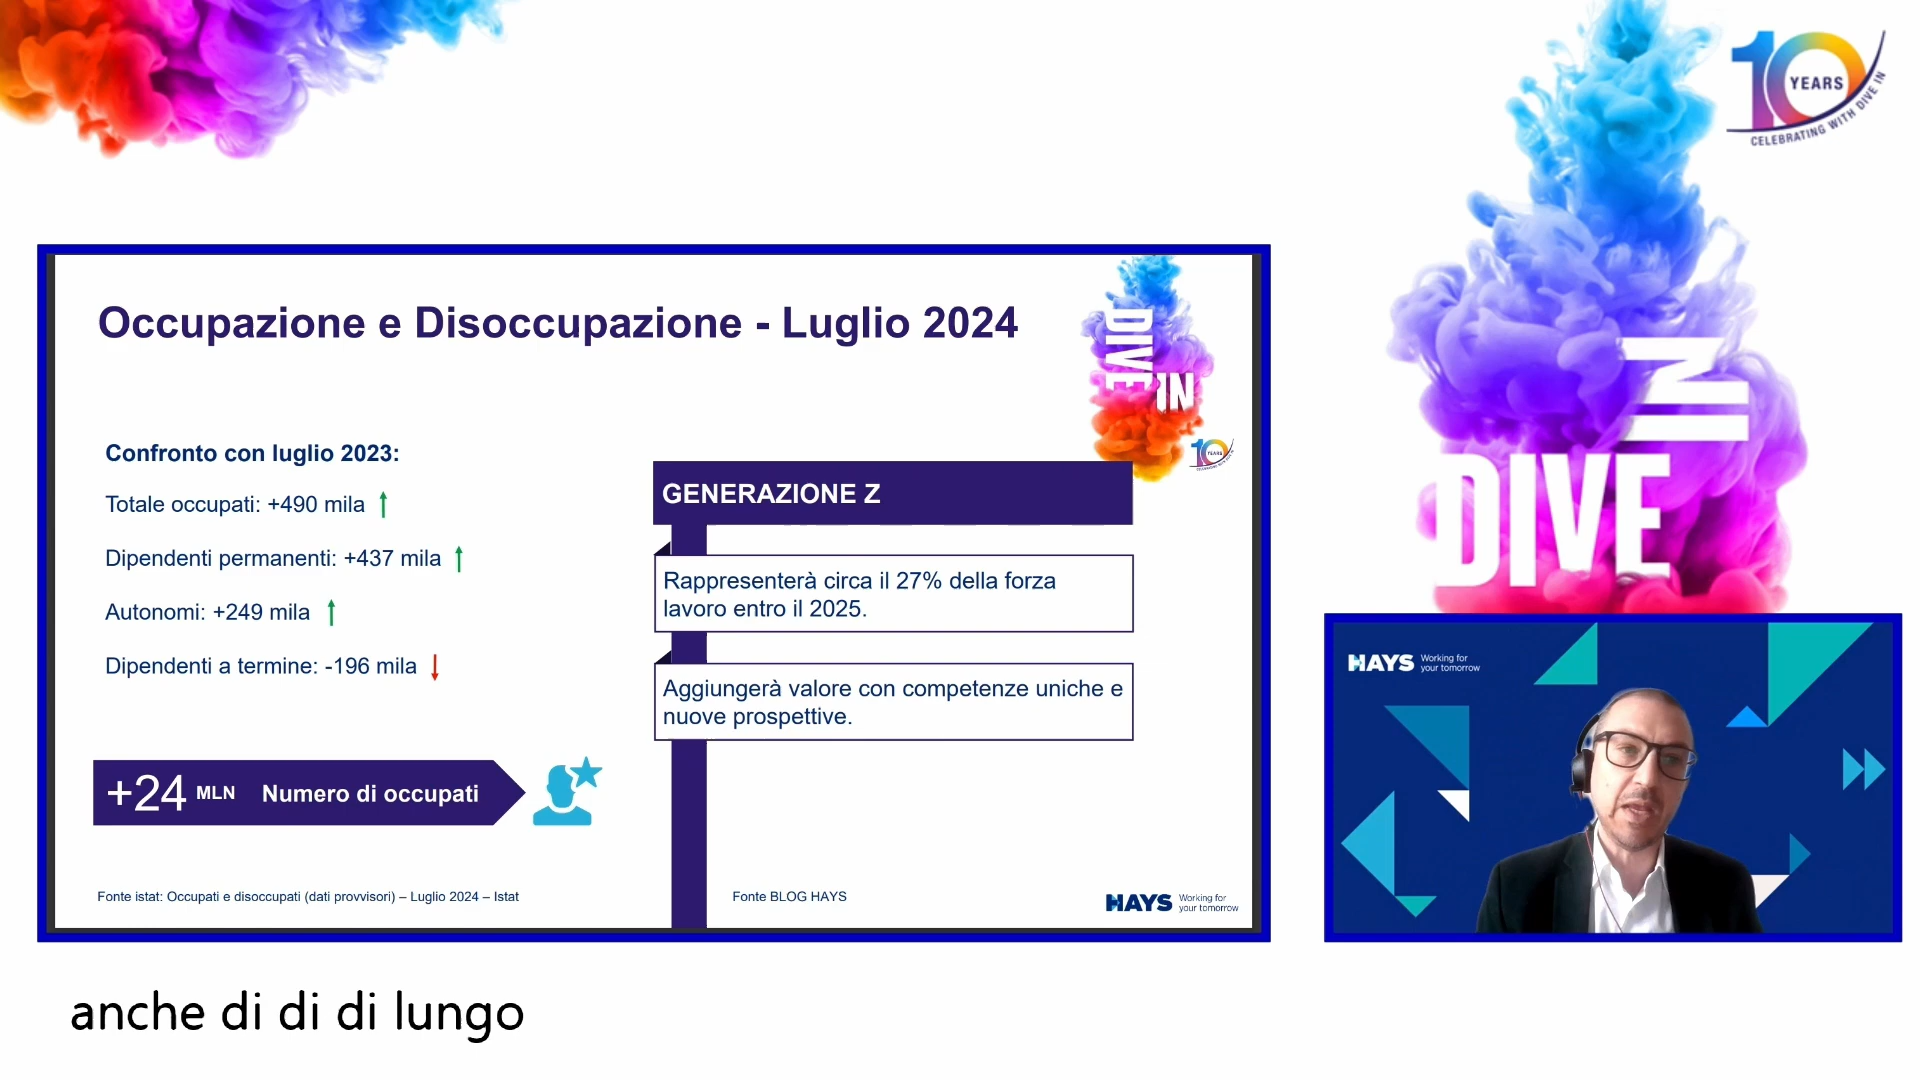 10 YEARS
CELEBRATING WITH DIVE IN
Occupazione e Disoccupazione - Luglio 2024
DIVE
IN
10 YEARS
Confronto con luglio 2023:
Totale occupati: +490 mila
Dipendenti permanenti: +437 mila
Autonomi: +249 mila
Dipendenti a termine: -196 mila
+24 MLN Numero di occupati
Fonte istat: Occupati e disoccupati (dati provvisori) – Luglio 2024 – Istat
GENERAZIONE Z
Rappresenterà circa il 27% della forza
lavoro entro il 2025.
Aggiungerà valore con competenze uniche e
nuove prospettive.
Fonte BLOG HAYS
HAYS Working for
your tomorrow
IN
DIVE
HAYS Working for
your tomorrow
anche di di di lungo